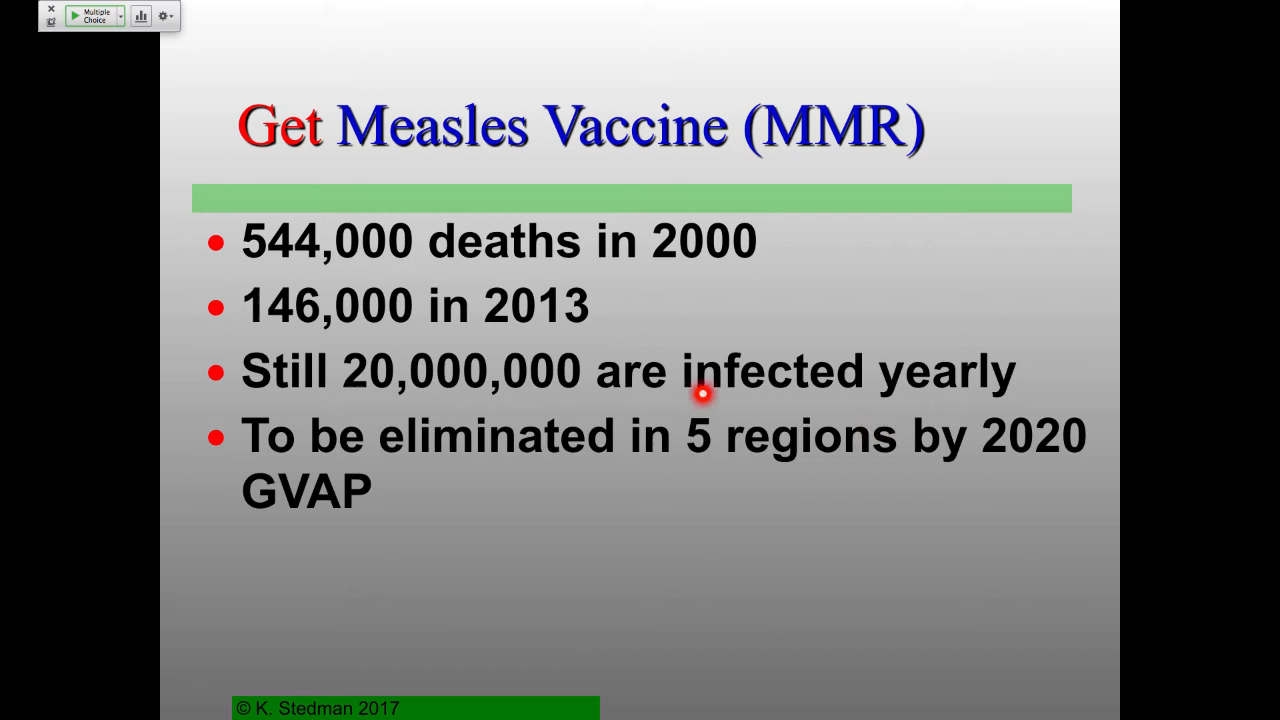 Multiple
Choice
Get Measles Vaccine (MMR)
544,000 deaths in 2000
146,000 in 2013
Still 20,000,000 are infected yearly
To be eliminated in 5 regions by 2020
GVAP
© K. Stedman 2017